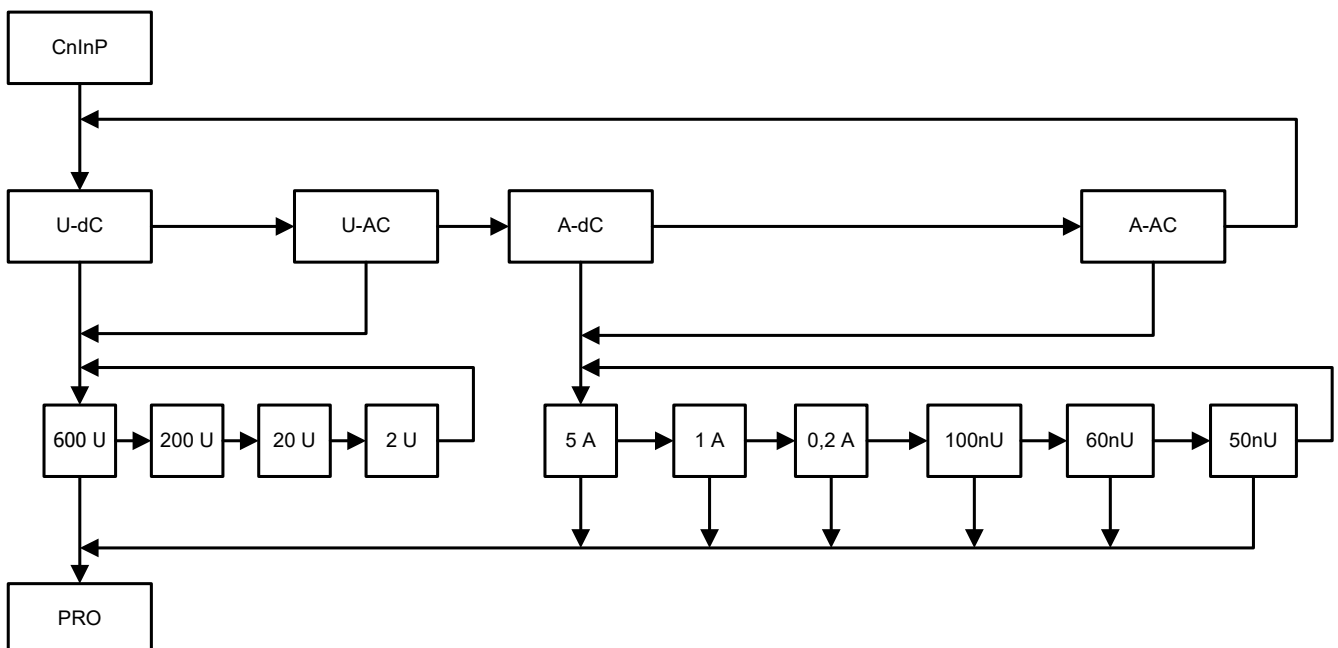 CnInP
U-dC
U-AC
A-dC
A-AC
600 U
200 U
20 U
2 U
5 A
1 A
0,2 A
100nU
60nU
50nU
PRO